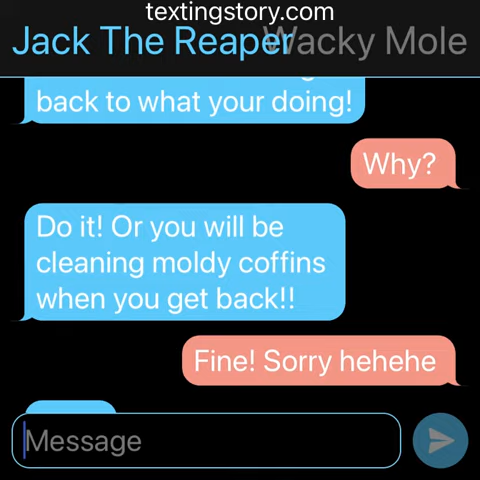 textingstory.com
Jack The Reaper
Wacky Mole
back to what your doing!
Why?
Do it! Or you will be
cleaning moldy coffins
when you get back!!
Fine! Sorry hehehe
Message